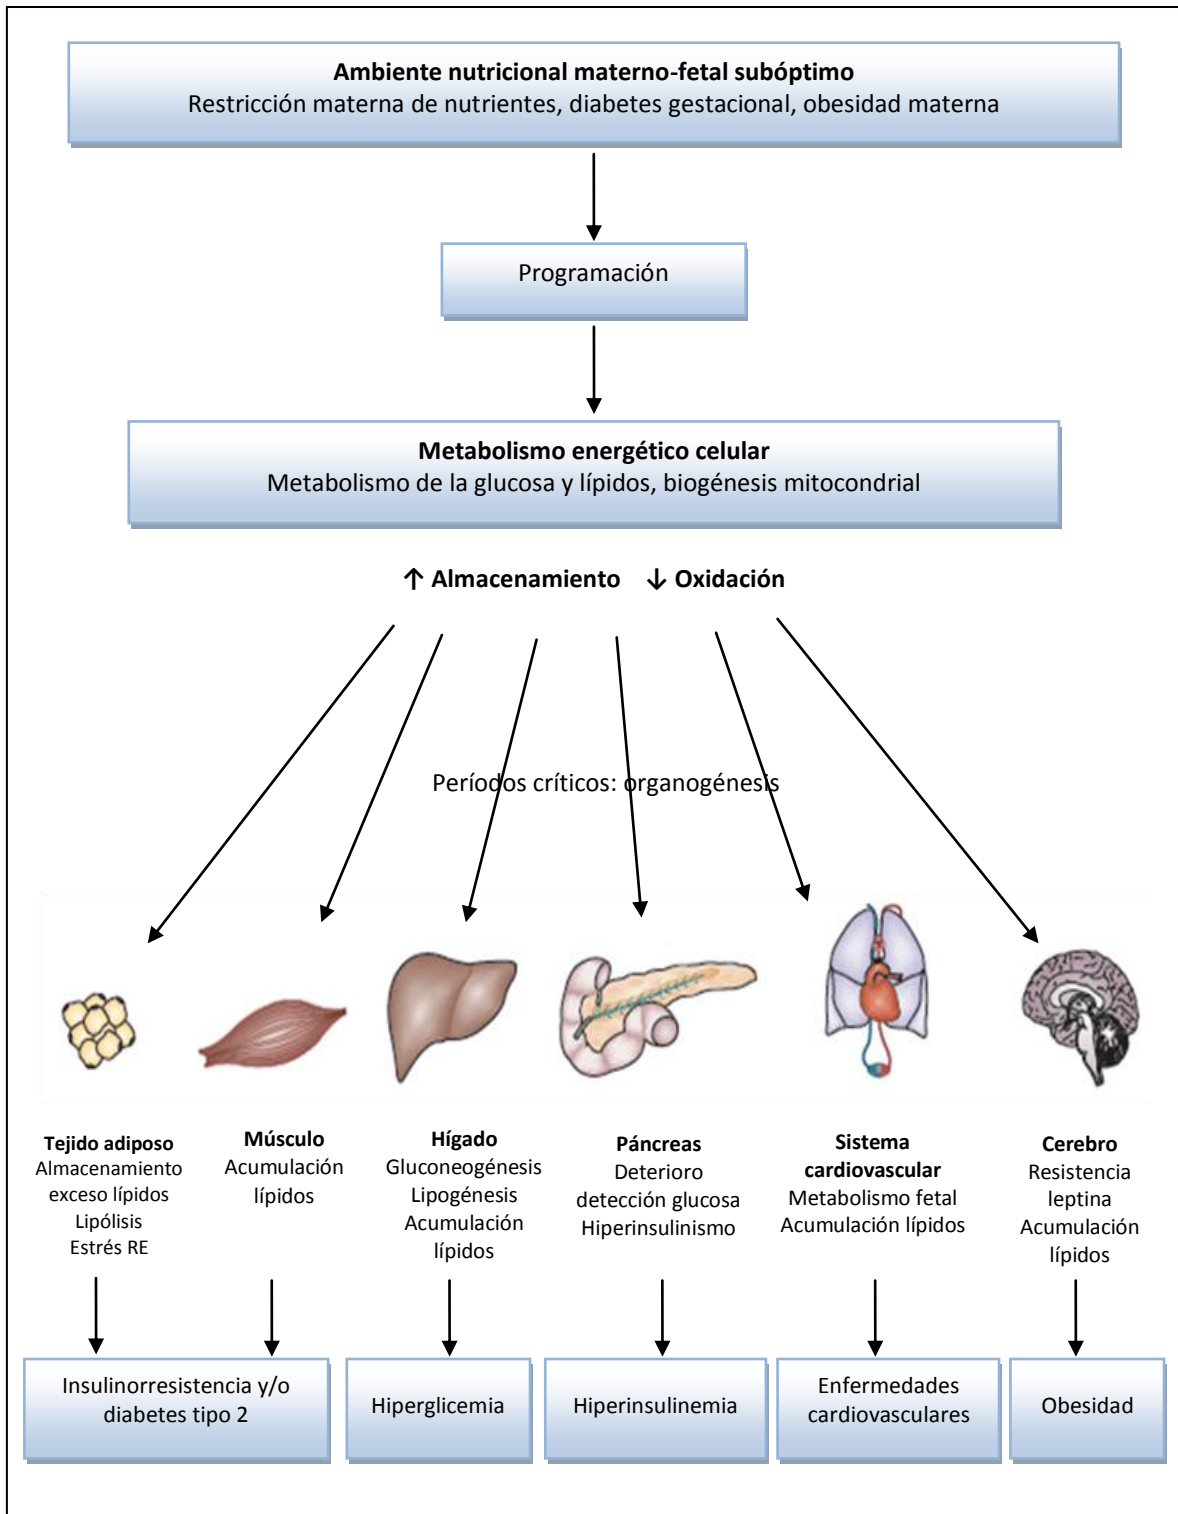 Ambiente nutricional materno-fetal subóptimo
Restricción materna de nutrientes, diabetes gestacional, obesidad materna
Programación
Metabolismo energético celular
Metabolismo de la glucosa y lípidos, biogénesis mitocondrial
↑ Almacenamiento ↓ Oxidación
Períodos críticos: organogénesis
Tejido adiposo
Almacenamiento
exceso lípidos
Lipólisis
Estrés RE
Músculo
Acumulación
lípidos
Hígado
Gluconeogénesis
Lipogénesis
Acumulación
lípidos
Páncreas
Deterioro
detección glucosa
Hiperinsulinismo
Sistema
cardiovascular
Metabolismo fetal
Acumulación lípidos
Cerebro
Resistencia
leptina
Acumulación
lípidos
Insulinorresistencia y/o
diabetes tipo 2
Hiperglicemia
Hiperinsulinemia
Enfermedades
cardiovasculares
Obesidad